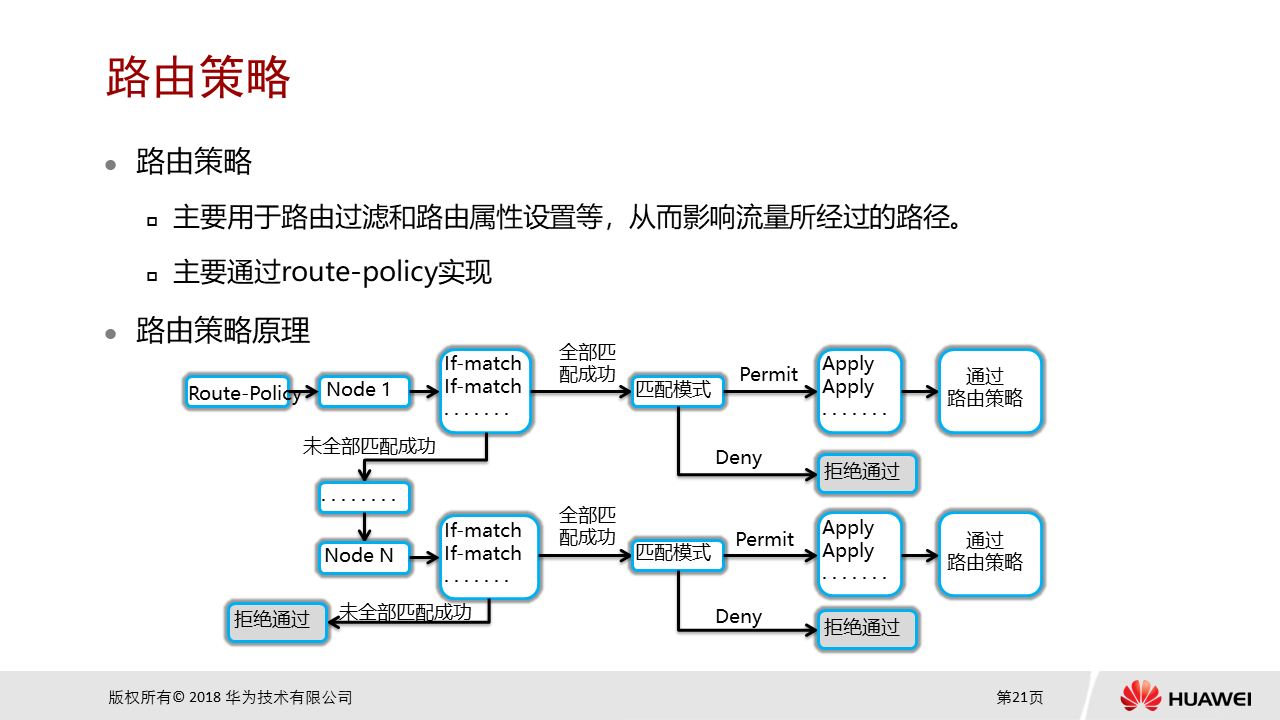 路由策略
路由策略
主要用于路由过滤和路由属性设置等，从而影响流量所经过的路径。
主要通过route-policy实现
路由策略原理
Route-Policy
Node 1
If-match
If-match
. . . . . . .
全部匹
配成功
匹配模式
Permit
Apply
Apply
. . . . . . .
通过
路由策略
Deny
拒绝通过
未全部匹配成功
. . . . . . . .
Node N
If-match
If-match
. . . . . . .
全部匹
配成功
匹配模式
Permit
Apply
Apply
. . . . . . .
通过
路由策略
Deny
拒绝通过
未全部匹配成功
拒绝通过
版权所有© 2018 华为技术有限公司
第21页
HUAWEI